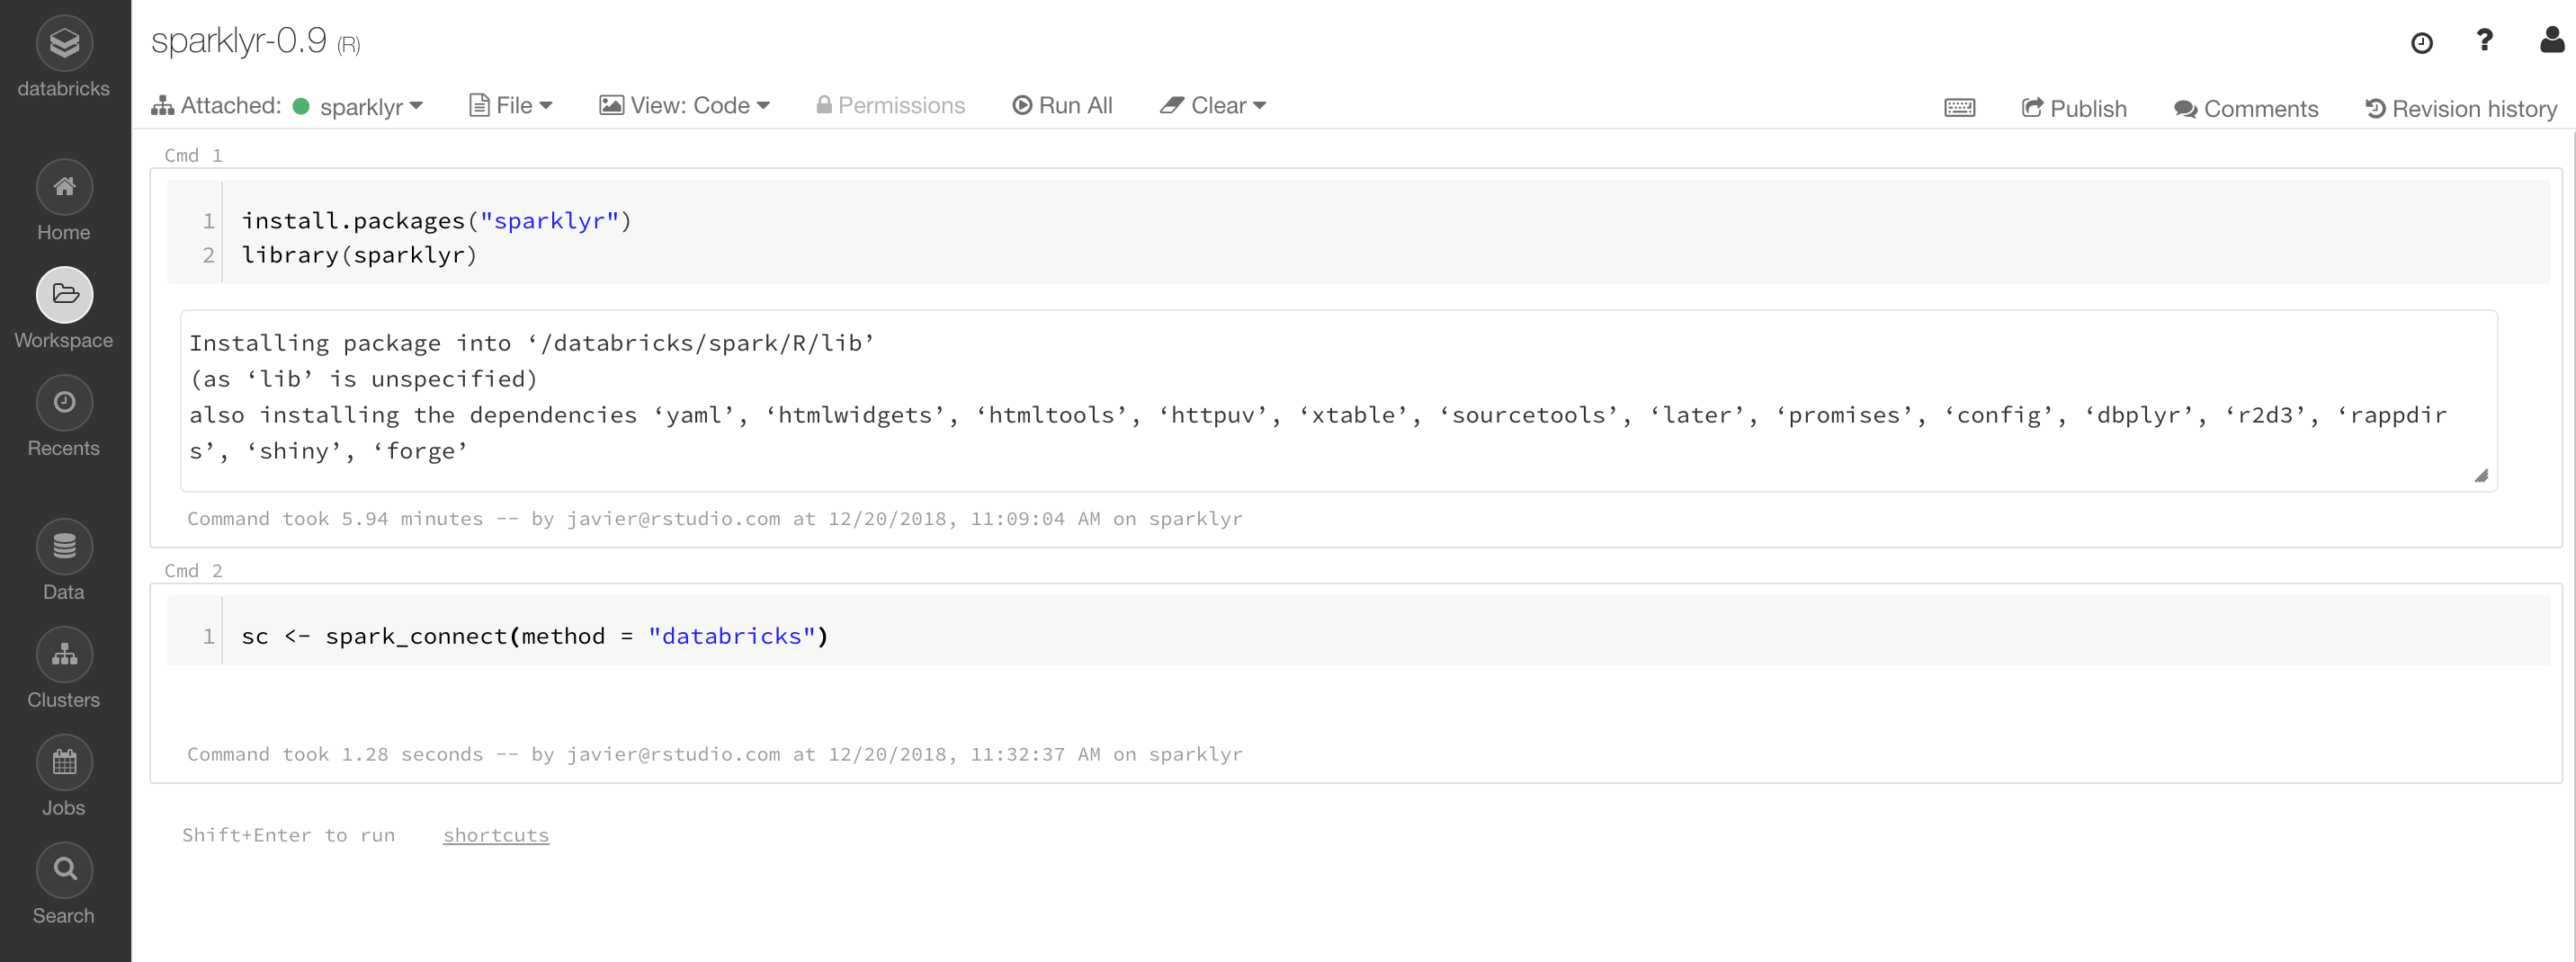 databricks
Home
Workspace
Recents
Data
Clusters
Jobs
Search
sparklyr-0.9 (R)
?
Attached: sparklyr File View: Code Permissions Run All Clear Publish Comments Revision history
Cmd 1
1 install.packages("sparklyr")
2 library(sparklyr)
Installing package into ‘/databricks/spark/R/lib’
(as ‘lib’ is unspecified)
also installing the dependencies ‘yaml’, ‘htmlwidgets’, ‘htmltools’, ‘httpuv’, ‘xtable’, ‘sourcetools’, ‘later’, ‘promises’, ‘config’, ‘dbplyr’, ‘r2d3’, ‘rappdir
s’, ‘shiny’, ‘forge’
Command took 5.94 minutes -- by javier@rstudio.com at 12/20/2018, 11:09:04 AM on sparklyr
Cmd 2
1 sc <- spark_connect(method = "databricks")
Command took 1.28 seconds -- by javier@rstudio.com at 12/20/2018, 11:32:37 AM on sparklyr
Shift+Enter to run shortcuts